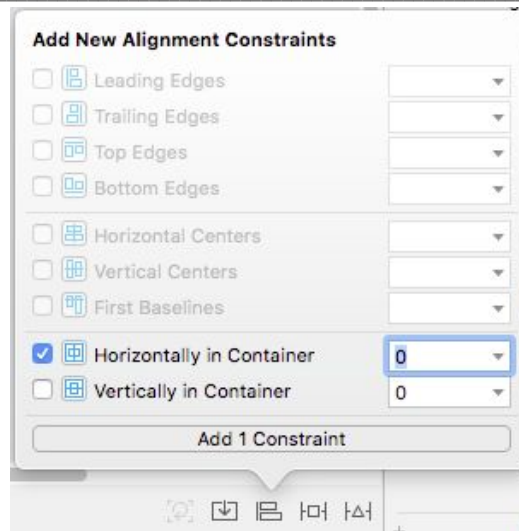 Add New Alignment Constraints
Leading Edges
Trailing Edges
Top Edges
Bottom Edges
Horizontal Centers
Vertical Centers
First Baselines
Horizontally in Container 0
Vertically in Container 0
Add 1 Constraint